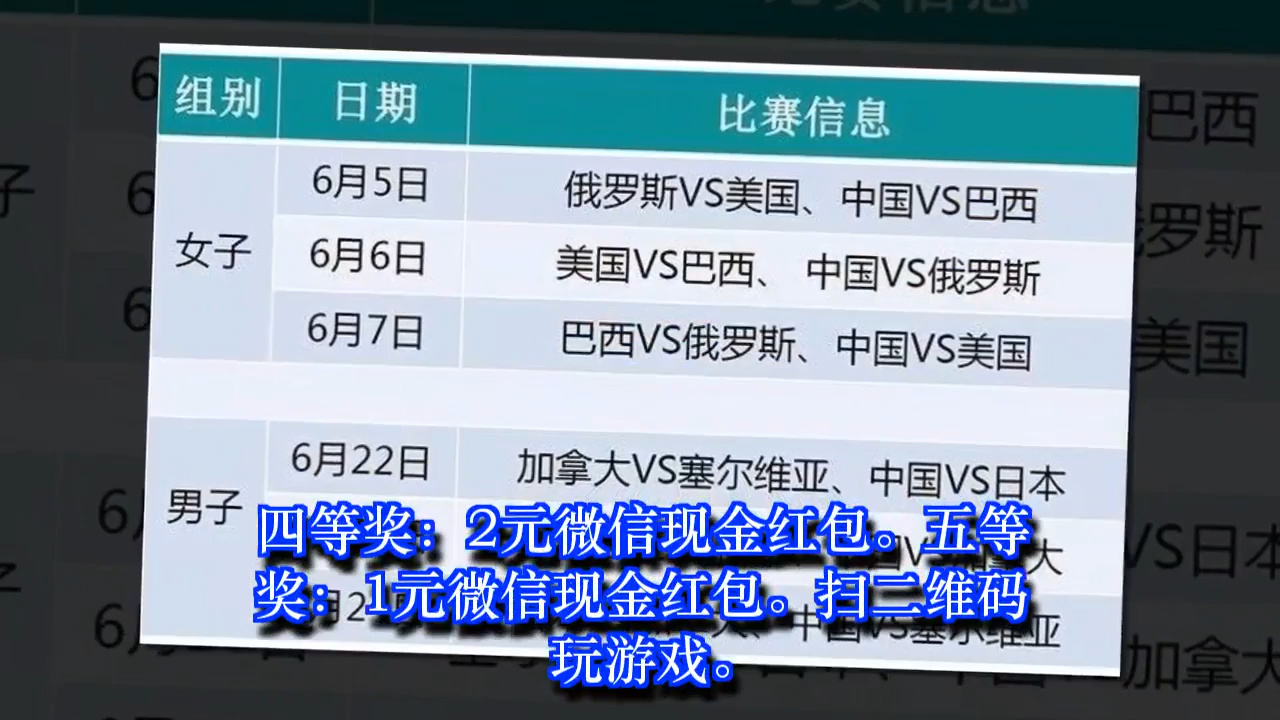 组别 日期 比赛信息
6月5日 俄罗斯VS美国、中国VS巴西
女子 6月6日 美国VS巴西、 中国VS俄罗斯
6月7日 巴西VS俄罗斯、中国VS美国
6月22日 加拿大VS塞尔维亚、中国VS日本
男子
四等奖：2元微信现金红包。五等
奖：1元微信现金红包。扫二维码
玩游戏。
中国VS塞尔维亚